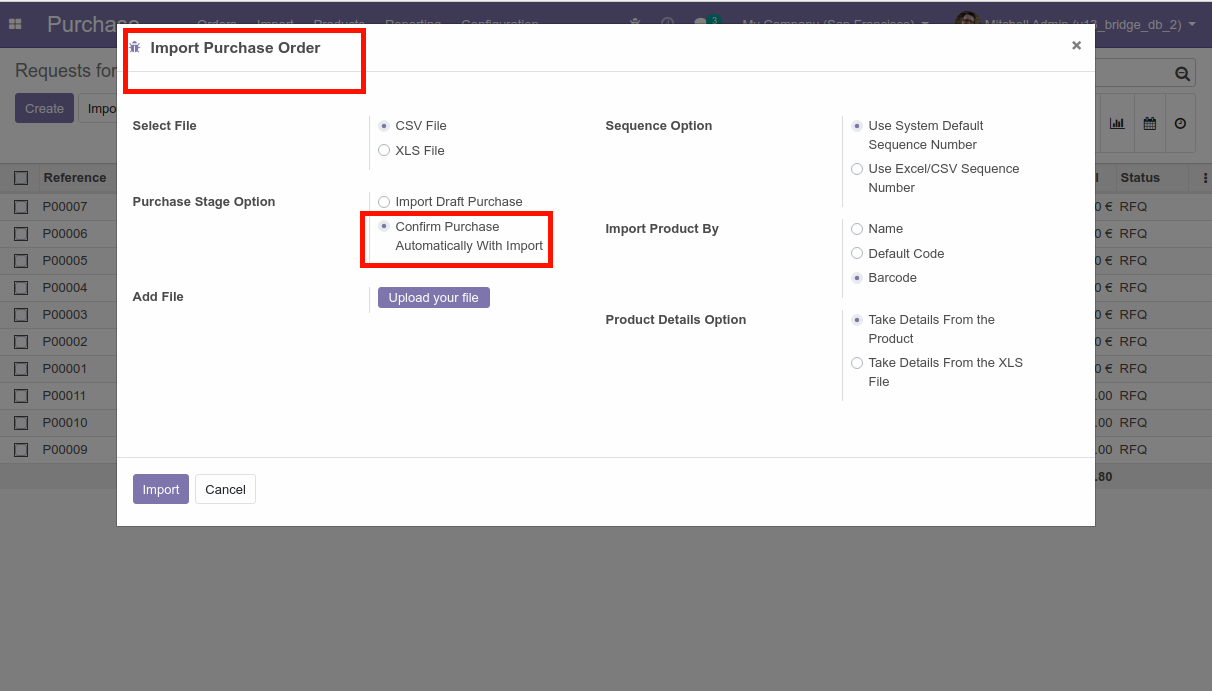 Purchase Orders Import Products Reporting Configuration 3 My Company (San Francisco) Mitchell Admin (v13_bridge_db_2)
Import Purchase Order ×
Requests for
Create Impo
Select File
CSV File
XLS File
Purchase Stage Option
Import Draft Purchase
Confirm Purchase
Automatically With Import
Add File
Upload your file
Sequence Option
Use System Default
Sequence Number
Use Excel/CSV Sequence
Number
Import Product By
Name
Default Code
Barcode
Product Details Option
Take Details From the
Product
Take Details From the XLS
File
Import Cancel
Reference Status
P00007 0 € RFQ
P00006 0 € RFQ
P00005 0 € RFQ
P00004 0 € RFQ
P00003 0 € RFQ
P00002 0 € RFQ
P00001 0 € RFQ
P00011 .00 RFQ
P00010 .00 RFQ
P00009 .00 RFQ
.80